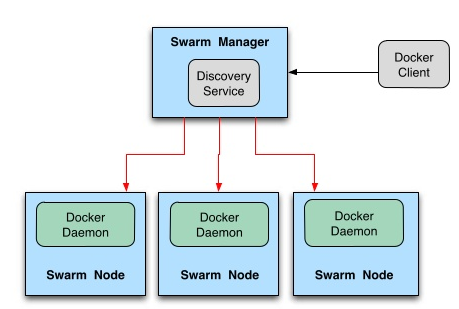 Swarm Manager
Discovery
Service
Docker
Client
Docker
Daemon
Swarm Node
Docker
Daemon
Swarm Node
Docker
Daemon
Swarm Node